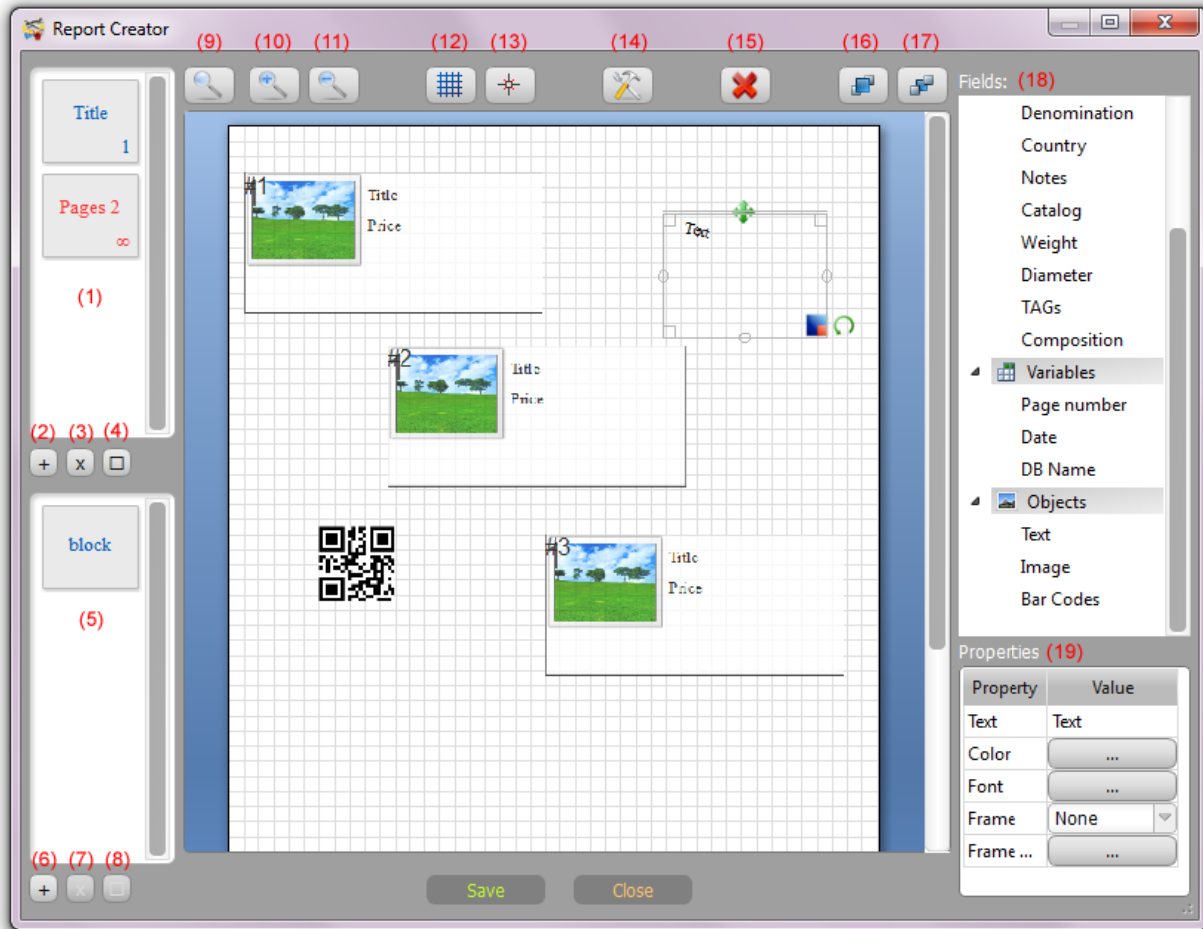 Report Creator
(9) (10) (11) (12) (13) (14) (15) (16) (17)
Title
1
Pages 2
∞
(1)
(2) (3) (4)
+ x □
block
(5)
(6) (7) (8)
+ x □
#1
Title
Price
Text
#2
Title
Price
#3
Title
Price
Save Close
Fields: (18)
Denomination
Country
Notes
Catalog
Weight
Diameter
TAGs
Composition
Variables
Page number
Date
DB Name
Objects
Text
Image
Bar Codes
Properties (19)
Property Value
Text Text
Color ...
Font ...
Frame None
Frame ... ...